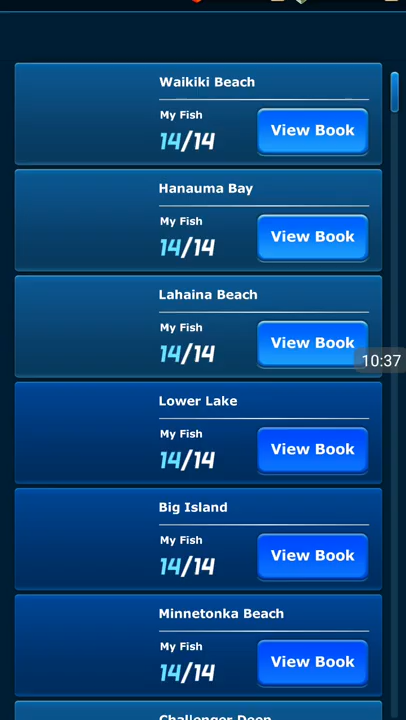 Waikiki Beach
My Fish
14/14
View Book
Hanauma Bay
My Fish
14/14
View Book
Lahaina Beach
My Fish
14/14
View Book
10:37
Lower Lake
My Fish
14/14
View Book
Big Island
My Fish
14/14
View Book
Minnetonka Beach
My Fish
14/14
View Book
Challenger Deep